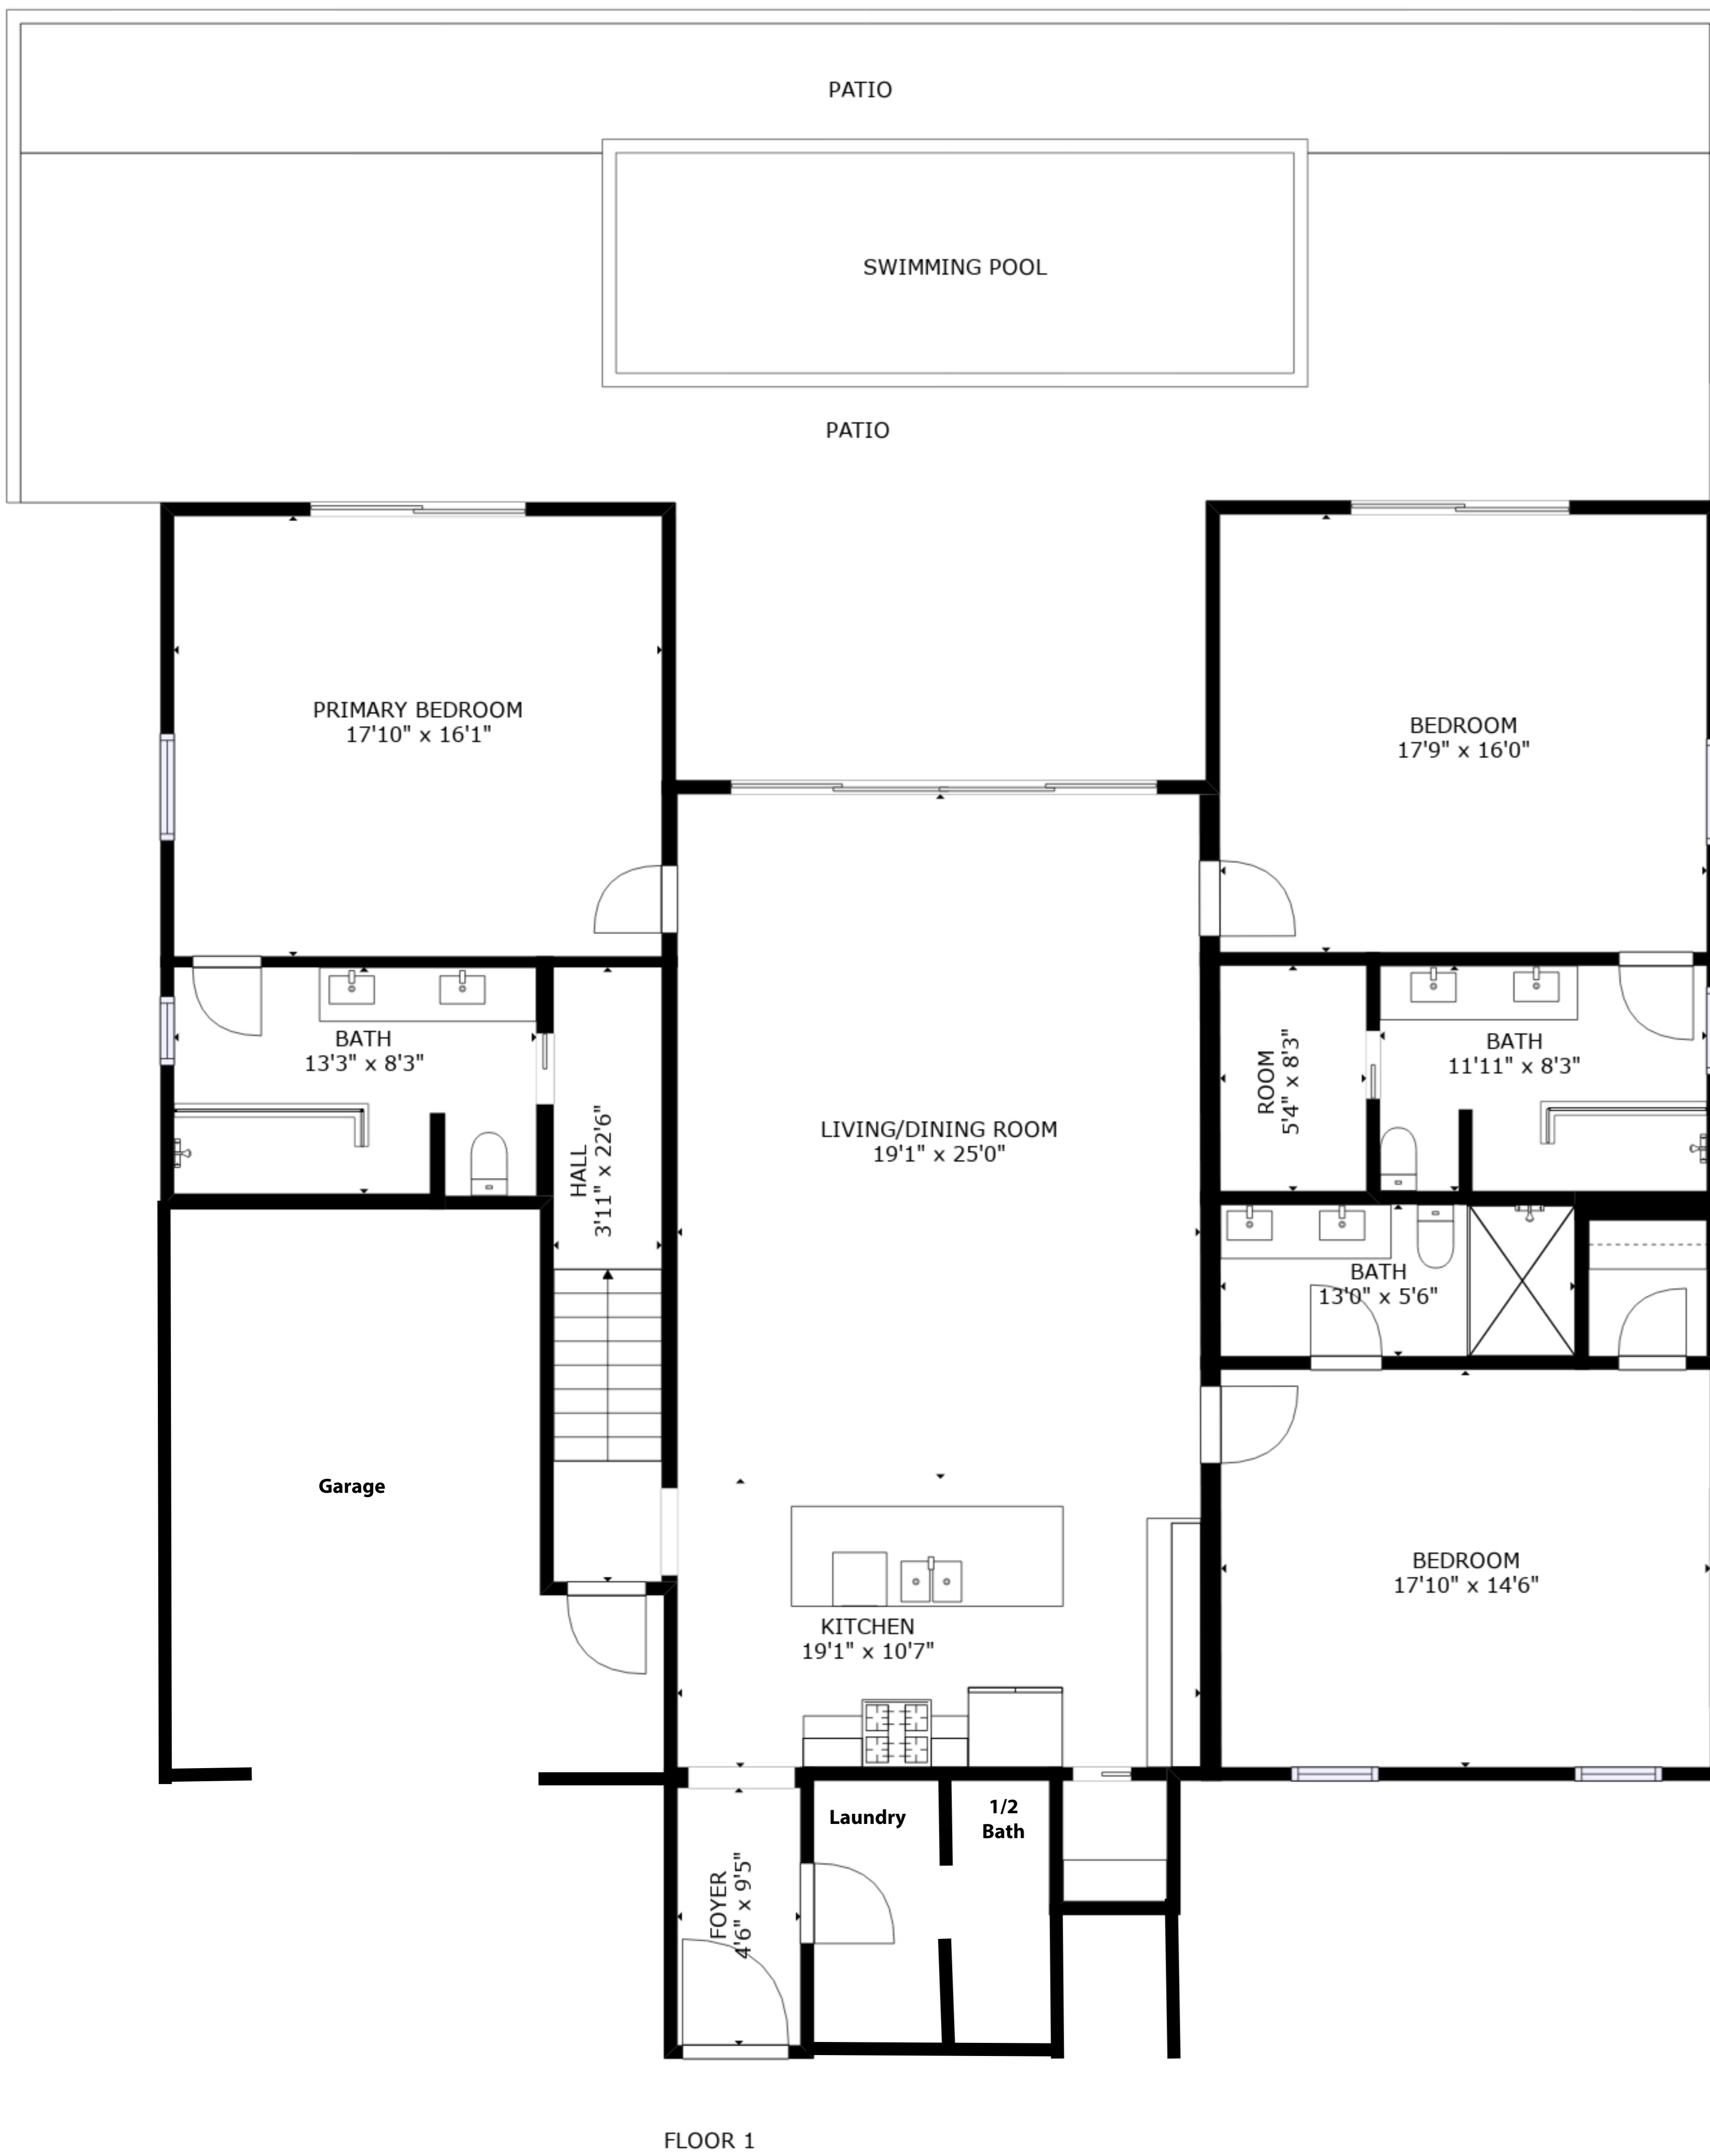 PATIO
SWIMMING POOL
PATIO
PRIMARY BEDROOM
17'10" x 16'1"
BEDROOM
17'9" x 16'0"
BATH
13'3" x 8'3"
HALL
3'11" x 22'6"
LIVING/DINING ROOM
19'1" x 25'0"
ROOM
5'4" x 8'3"
BATH
11'11" x 8'3"
BATH
13'0" x 5'6"
Garage
BEDROOM
17'10" x 14'6"
KITCHEN
19'1" x 10'7"
Laundry
1/2
Bath
FOYER
4'6" x 9'5"
FLOOR 1